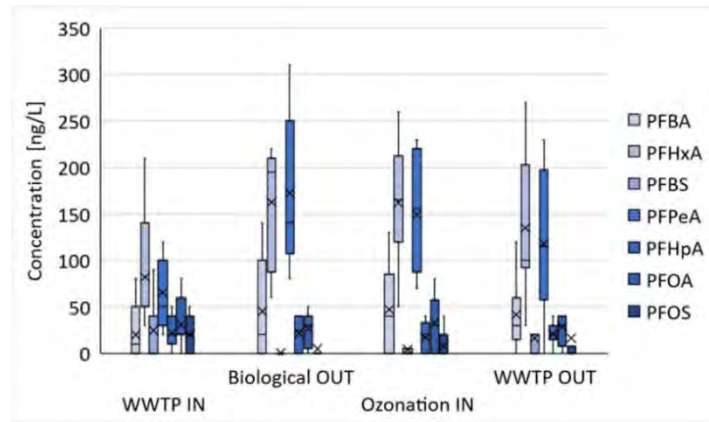 350
300
250
200
150
100
50
0
Concentration [ng/L]
WWTP IN
Biological OUT
Ozonation IN
WWTP OUT
PFBA
PFHxA
PFBS
PFPeA
PFHpA
PFOA
PFOS